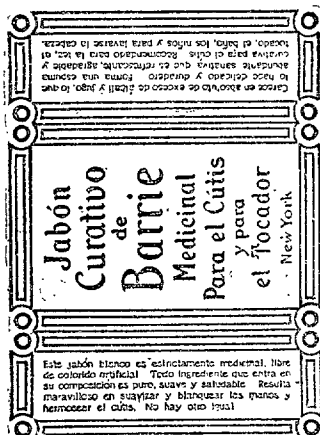 Carece en absoluto de exceso de álcali y jugo, lo que
lo hace delicado y duradero Forma una espuma
abundante sanativa que es refrescante, agradable y
curativa para el cutis Recomendado para la tez, el
tocado, el baño, los niños y para lavarse la cabeza.
Jabón
Curativo
de
Barrie
Medicinal
Para el Cútis
y para
el Tocador
New York
Este jabón blanco es estrictamente medicinal, libre
de colorido artificial Todo ingrediente que entra en
su composición es puro, suave y saludable Resulta
maravilloso en suavizar y blanquear las manos y
hermosear el cutis, No hay otro igual